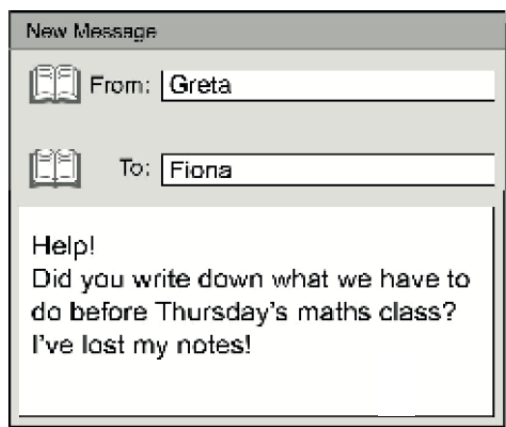 New Message
From: Greta
To: Fiona
Help!
Did you write down what we have to
do before Thursday's maths class?
I've lost my notes!